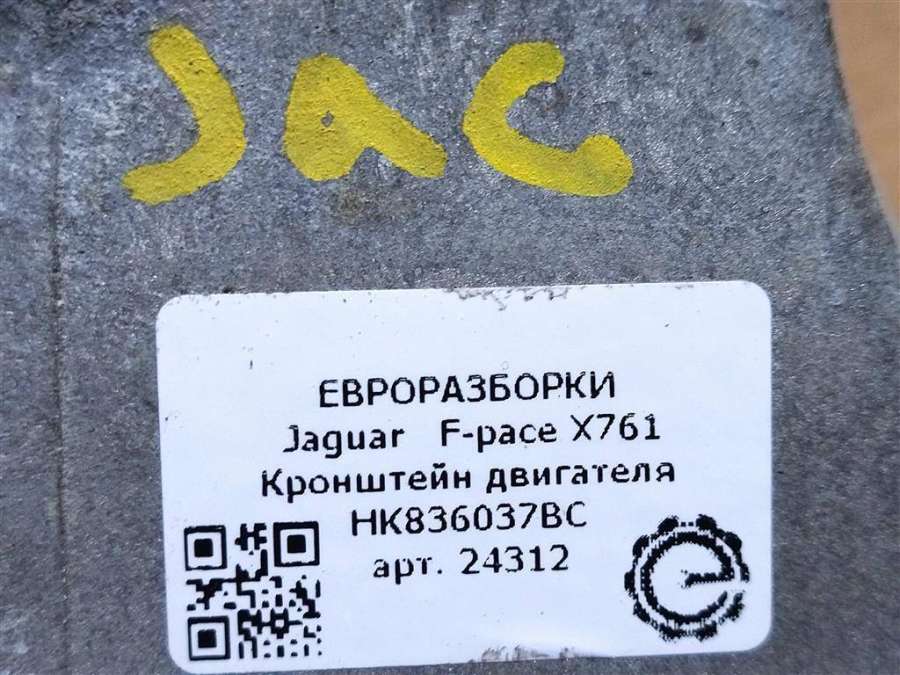 Jac
ЕВРОРАЗБОРКИ
Jaguar F-pace X761
Кронштейн двигателя
HK836037BC
арт. 24312